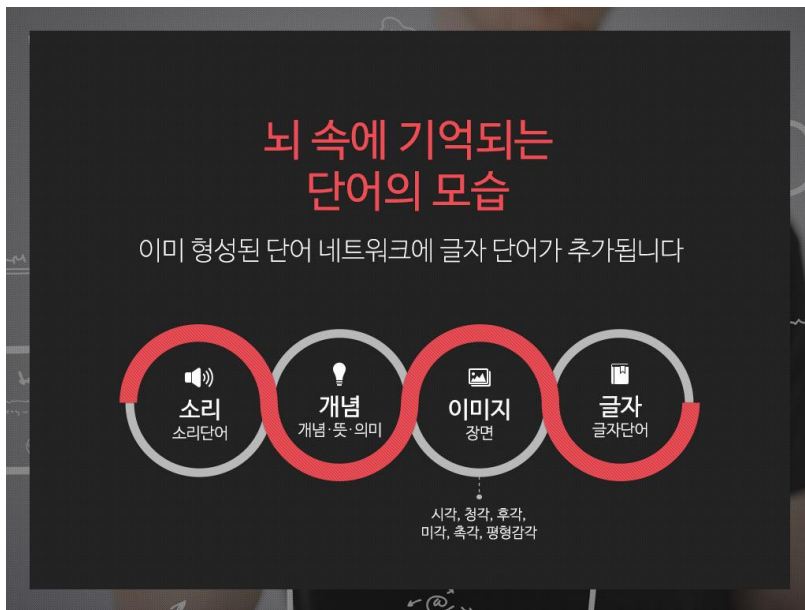 뇌 속에 기억되는
단어의 모습
이미 형성된 단어 네트워크에 글자 단어가 추가됩니다
소리
소리단어
개념
개념·뜻·의미
이미지
장면
글자
글자단어
시각, 청각, 후각,
미각, 촉각, 평형감각